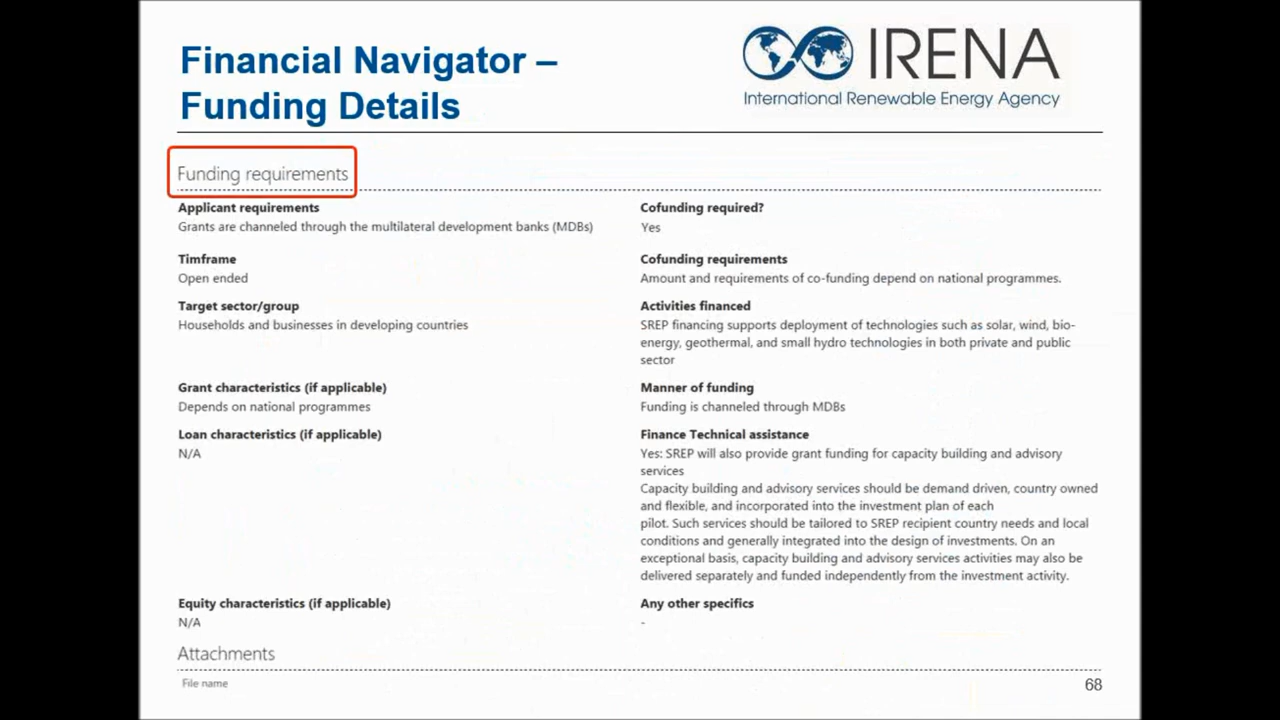 Financial Navigator –
Funding Details
IRENA
International Renewable Energy Agency
Funding requirements
Applicant requirements
Grants are channeled through the multilateral development banks (MDBs)
Cofunding required?
Yes
Timframe
Open ended
Cofunding requirements
Amount and requirements of co-funding depend on national programmes.
Target sector/group
Households and businesses in developing countries
Activities financed
SREP financing supports deployment of technologies such as solar, wind, bio-
energy, geothermal, and small hydro technologies in both private and public
sector
Grant characteristics (if applicable)
Depends on national programmes
Manner of funding
Funding is channeled through MDBs
Loan characteristics (if applicable)
N/A
Finance Technical assistance
Yes: SREP will also provide grant funding for capacity building and advisory
services
Capacity building and advisory services should be demand driven, country owned
and flexible, and incorporated into the investment plan of each
pilot. Such services should be tailored to SREP recipient country needs and local
conditions and generally integrated into the design of investments. On an
exceptional basis, capacity building and advisory services activities may also be
delivered separately and funded independently from the investment activity.
Equity characteristics (if applicable)
N/A
Any other specifics
-
Attachments
File name
68